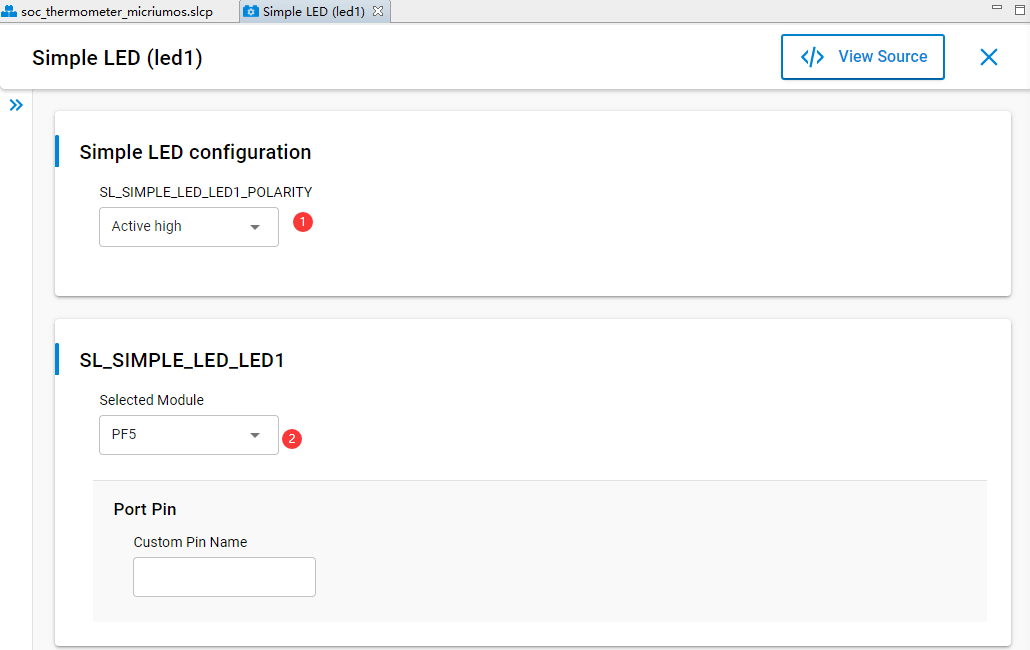 soc_thermometer_micriumos.slcp
Simple LED (led1)
Simple LED (led1)
</> View Source
Simple LED configuration
SL_SIMPLE_LED_LED1_POLARITY
Active high
1
SL_SIMPLE_LED_LED1
Selected Module
PF5
2
Port Pin
Custom Pin Name